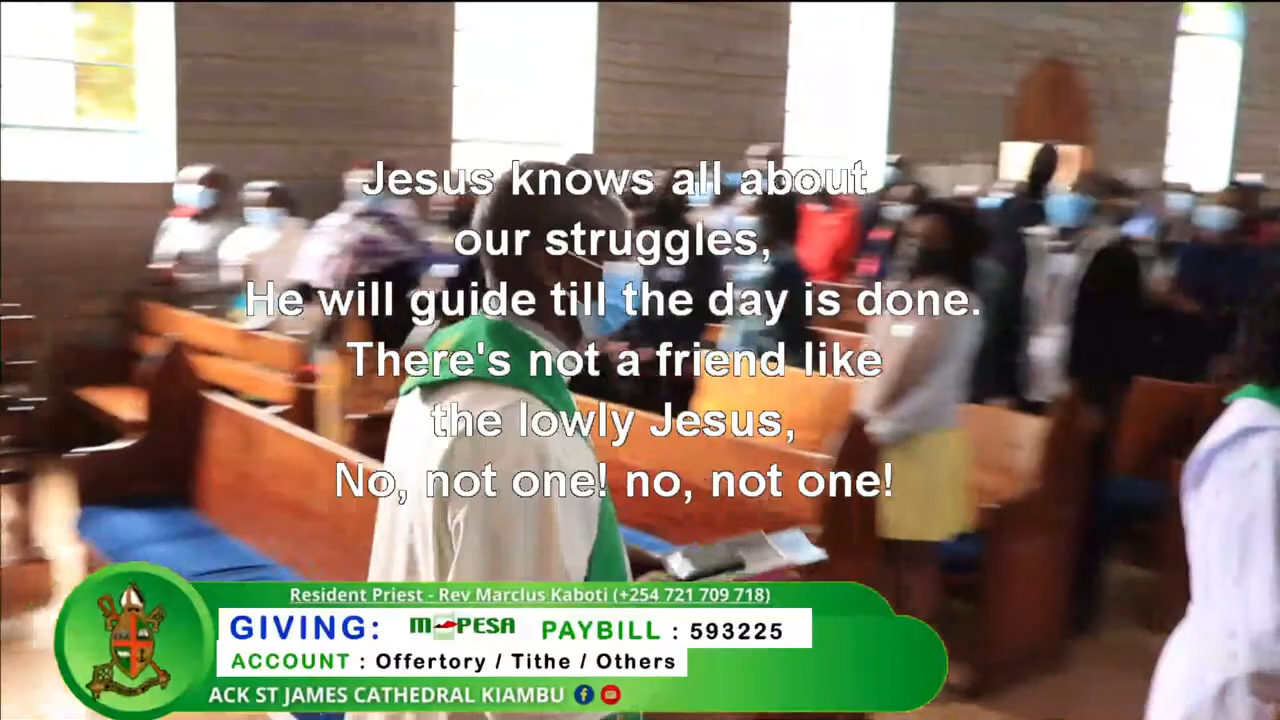 Jesus knows all about
our struggles,
He will guide till the day is done.
There's not a friend like
the lowly Jesus,
No, not one! no, not one!
Resident Priest - Rev Marclus Kaboti (+254 721 709 718)
GIVING: M-PESA PAYBILL : 593225
ACCOUNT : Offertory / Tithe / Others
ACK ST JAMES CATHEDRAL KIAMBU